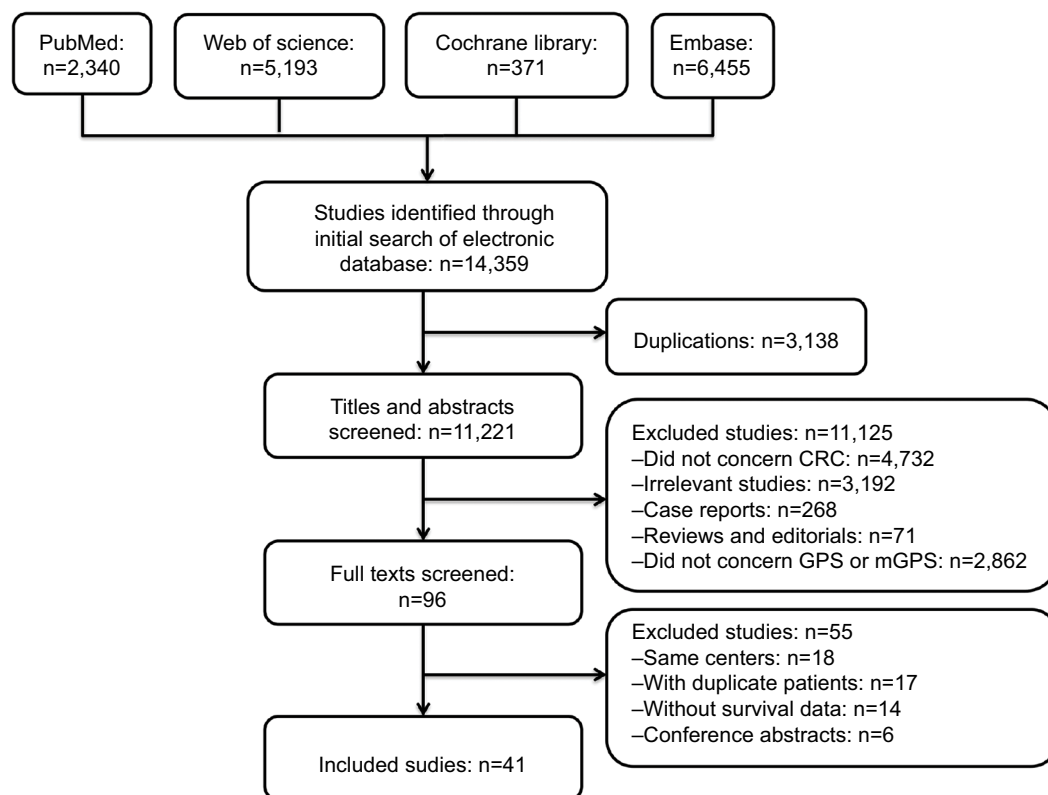 PubMed:
n=2,340
Web of science:
n=5,193
Cochrane library:
n=371
Embase:
n=6,455
Studies identified through
initial search of electronic
database: n=14,359
Duplications: n=3,138
Titles and abstracts
screened: n=11,221
Excluded studies: n=11,125
–Did not concern CRC: n=4,732
–Irrelevant studies: n=3,192
–Case reports: n=268
–Reviews and editorials: n=71
–Did not concern GPS or mGPS: n=2,862
Full texts screened:
n=96
Excluded studies: n=55
–Same centers: n=18
–With duplicate patients: n=17
–Without survival data: n=14
–Conference abstracts: n=6
Included sudies: n=41